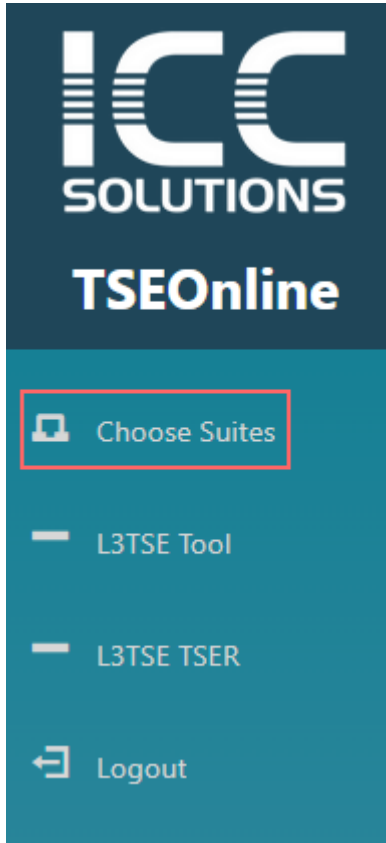 ICC
SOLUTIONS
TSEOnline
Choose Suites
L3TSE Tool
L3TSE TSER
Logout